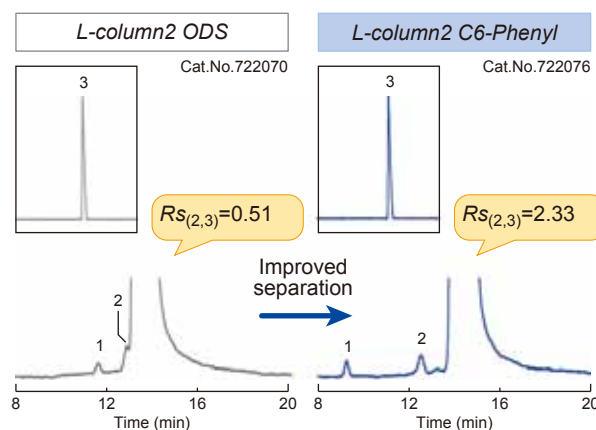 L-column2 ODS
L-column2 C6-Phenyl
Cat.No.722070
Cat.No.722076
3
3
Rs(2,3)=0.51
Rs(2,3)=2.33
Improved
separation
2
1
1
2
8 12 16 20
8 12 16 20
Time (min)
Time (min)